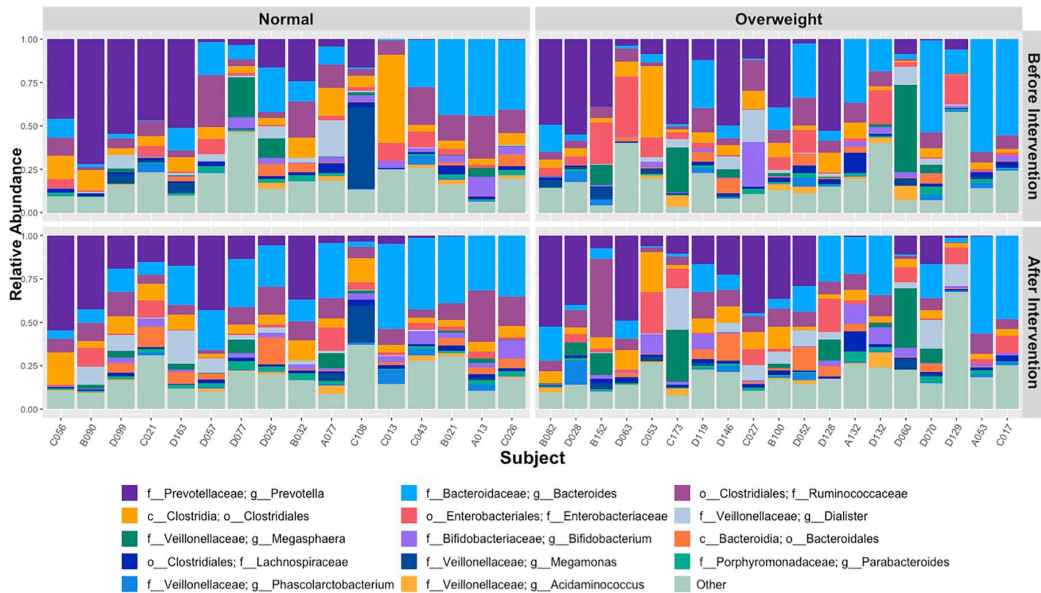 Normal Overweight
Relative Abundance
Before Intervention
1.00
0.75
0.50
0.25
0.00
After Intervention
1.00
0.75
0.50
0.25
0.00
C056 B090 D099 C021 D163 D057 D077 D025 B032 A077 C108 C013 C043 B021 A013 C026 B082 D028 B152 D063 C053 C173 D119 D146 C027 B100 D052 D128 A132 D132 D060 D070 D129 A053 C017
Subject
f__Prevotellaceae; g__Prevotella f__Bacteroidaceae; g__Bacteroides o__Clostridiales; f__Ruminococcaceae
c__Clostridia; o__Clostridiales o__Enterobacteriales; f__Enterobacteriaceae f__Veillonellaceae; g__Dialister
f__Veillonellaceae; g__Megasphaera f__Bifidobacteriaceae; g__Bifidobacterium c__Bacteroidia; o__Bacteroidales
o__Clostridiales; f__Lachnospiraceae f__Veillonellaceae; g__Megamonas f__Porphyromonadaceae; g__Parabacteroides
f__Veillonellaceae; g__Phascolarctobacterium f__Veillonellaceae; g__Acidaminococcus Other